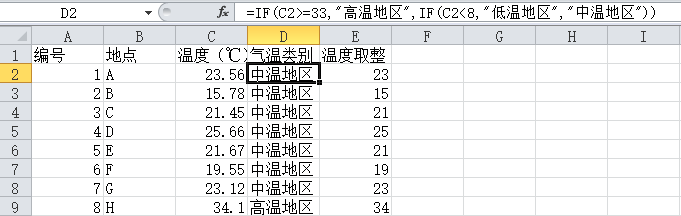 D2 fx =IF(C2>=33,"高温地区",IF(C2<8,"低温地区","中温地区"))
A B C D E F G H I
1 编号 地点 温度（℃） 气温类别 温度取整
2 1 A 23.56 中温地区 23
3 2 B 15.78 中温地区 15
4 3 C 21.45 中温地区 21
5 4 D 25.66 中温地区 25
6 5 E 21.67 中温地区 21
7 6 F 19.55 中温地区 19
8 7 G 23.12 中温地区 23
9 8 H 34.1 高温地区 34